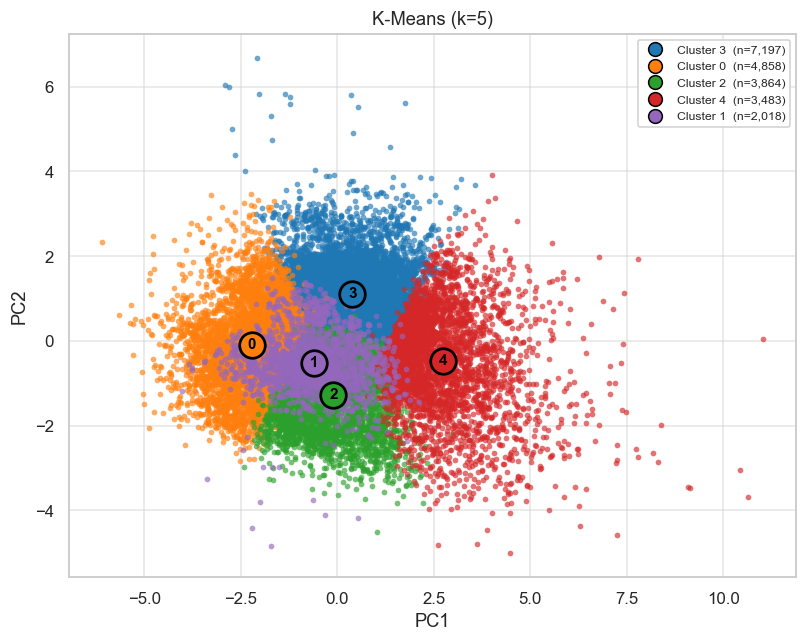 K-Means (k=5)
Cluster 3 (n=7,197)
Cluster 0 (n=4,858)
Cluster 2 (n=3,864)
Cluster 4 (n=3,483)
Cluster 1 (n=2,018)
PC2
6
4
2
0
−2
−4
3
0
1
4
2
−5.0 −2.5 0.0 2.5 5.0 7.5 10.0
PC1